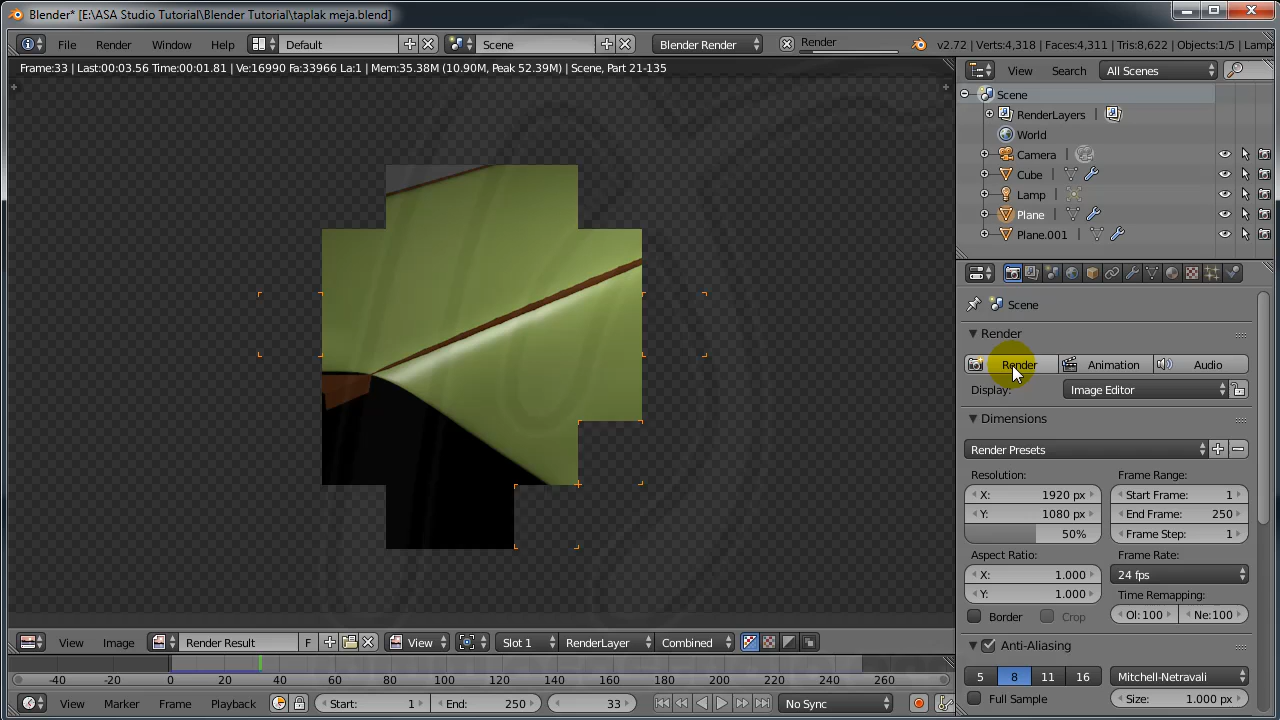 Blender* [E:\ASA Studio Tutorial\Blender Tutorial\taplak meja.blend]
File Render Window Help Default Scene Blender Render Render v2.72 | Verts:4,318 | Faces:4,311 | Tris:8,622 | Objects:1/5 | Lamps
Frame:33 | Last:00:03.56 Time:00:01.81 | Ve:16990 Fa:33966 La:1 | Mem:35.38M (10.90M, Peak 52.39M) | Scene, Part 21-135
View Search All Scenes
Scene
RenderLayers |
World
Camera |
Cube |
Lamp |
Plane |
Plane.001 |
Scene
Render
Render Animation Audio
Display: Image Editor
Dimensions
Render Presets
Resolution: Frame Range:
X: 1920 px Start Frame: 1
Y: 1080 px End Frame: 250
50% Frame Step: 1
Aspect Ratio: Frame Rate:
X: 1.000 24 fps
Y: 1.000 Time Remapping:
Border Crop Ol: 100 Ne:100
Anti-Aliasing
5 8 11 16 Mitchell-Netravali
Full Sample Size: 1.000 px
View Image Render Result F View Slot 1 RenderLayer Combined
-40 -20 0 20 40 60 80 100 120 140 160 180 200 220 240 260
View Marker Frame Playback Start: 1 End: 250 33 No Sync